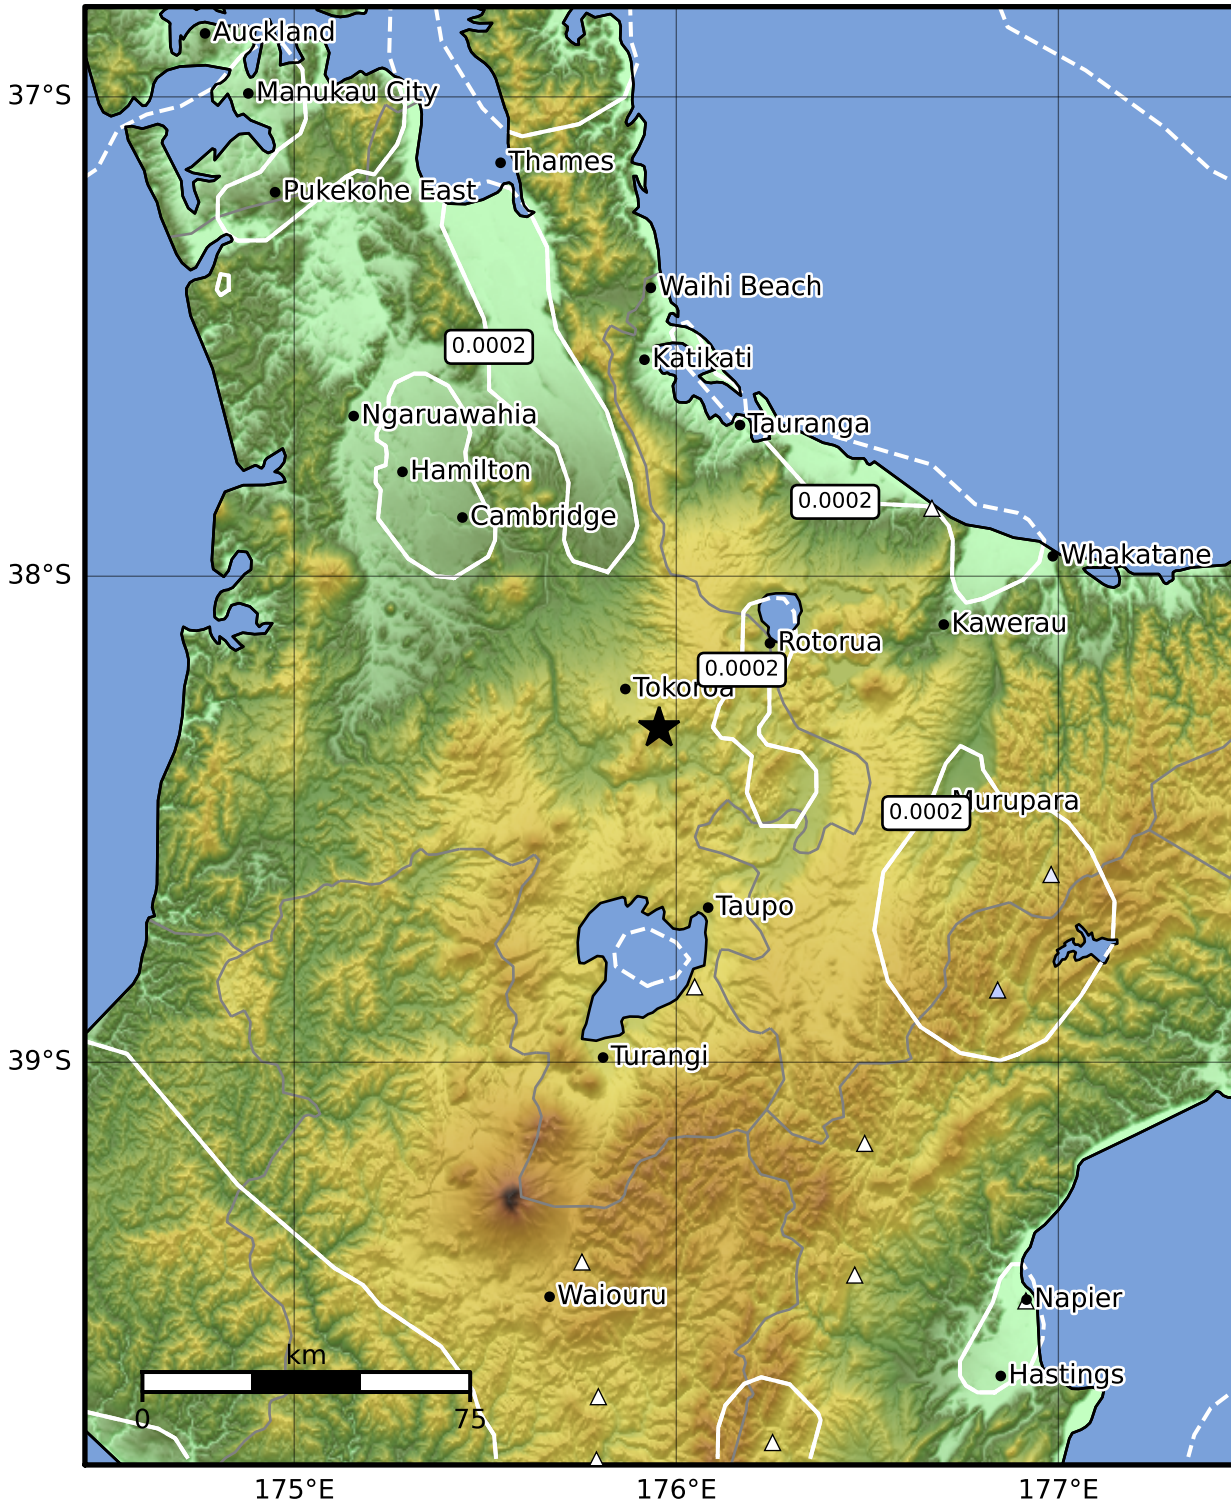 Auckland
37°S
Manukau City
Thames
Pukekohe East
Waihi Beach
0.0002
Katikati
Ngaruawahia
Tauranga
Hamilton
0.0002
Cambridge
Whakatane
38°S
Kawerau
Rotorua
0.0002
Tokoroa
Murupara
0.0002
Taupo
Turangi
39°S
Waiouru
Napier
km
Hastings
0 75
175°E 176°E 177°E